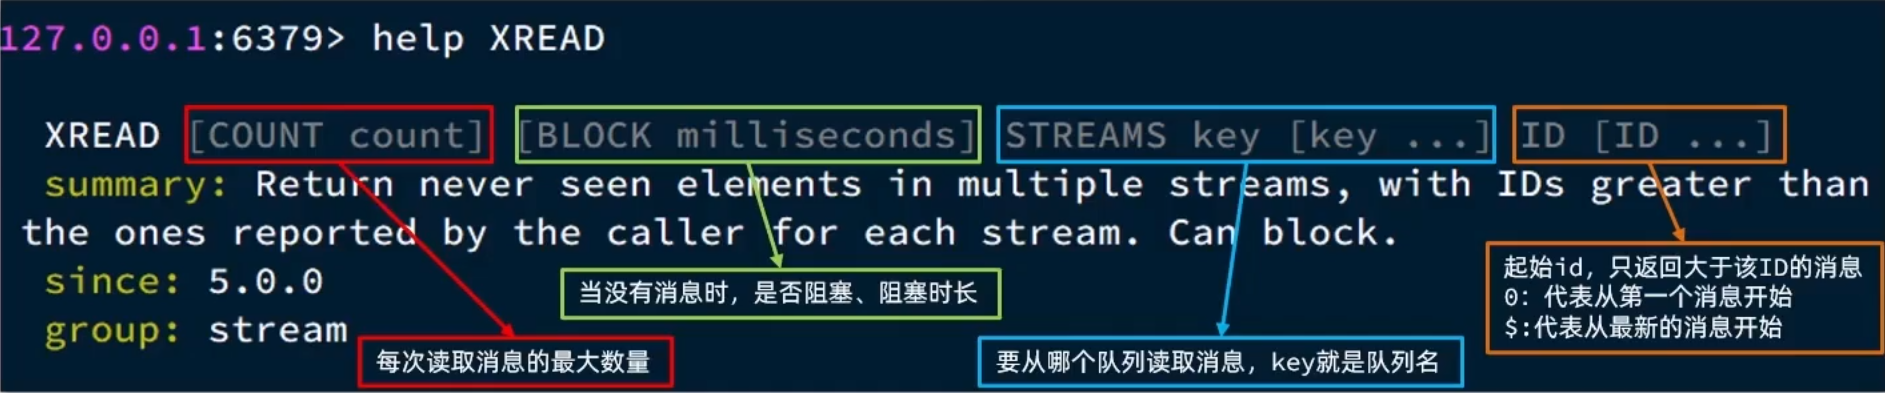 127.0.0.1:6379> help XREAD
XREAD [COUNT count] [BLOCK milliseconds] STREAMS key [key ...] ID [ID ...]
summary: Return never seen elements in multiple streams, with IDs greater than
the ones reported by the caller for each stream. Can block.
since: 5.0.0
group: stream
每次读取消息的最大数量
当没有消息时，是否阻塞、阻塞时长
要从哪个队列读取消息，key就是队列名
起始id，只返回大于该ID的消息
0：代表从第一个消息开始
$:代表从最新的消息开始